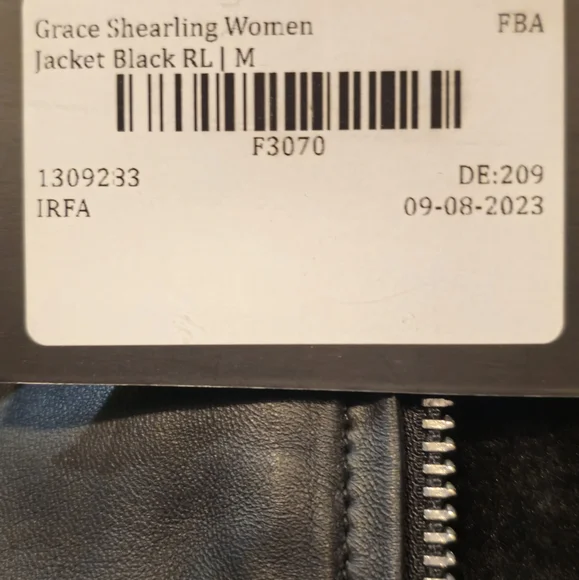 Grace Shearling Women FBA
Jacket Black RL | M
F3070
1309283 DE:209
IRFA 09-08-2023